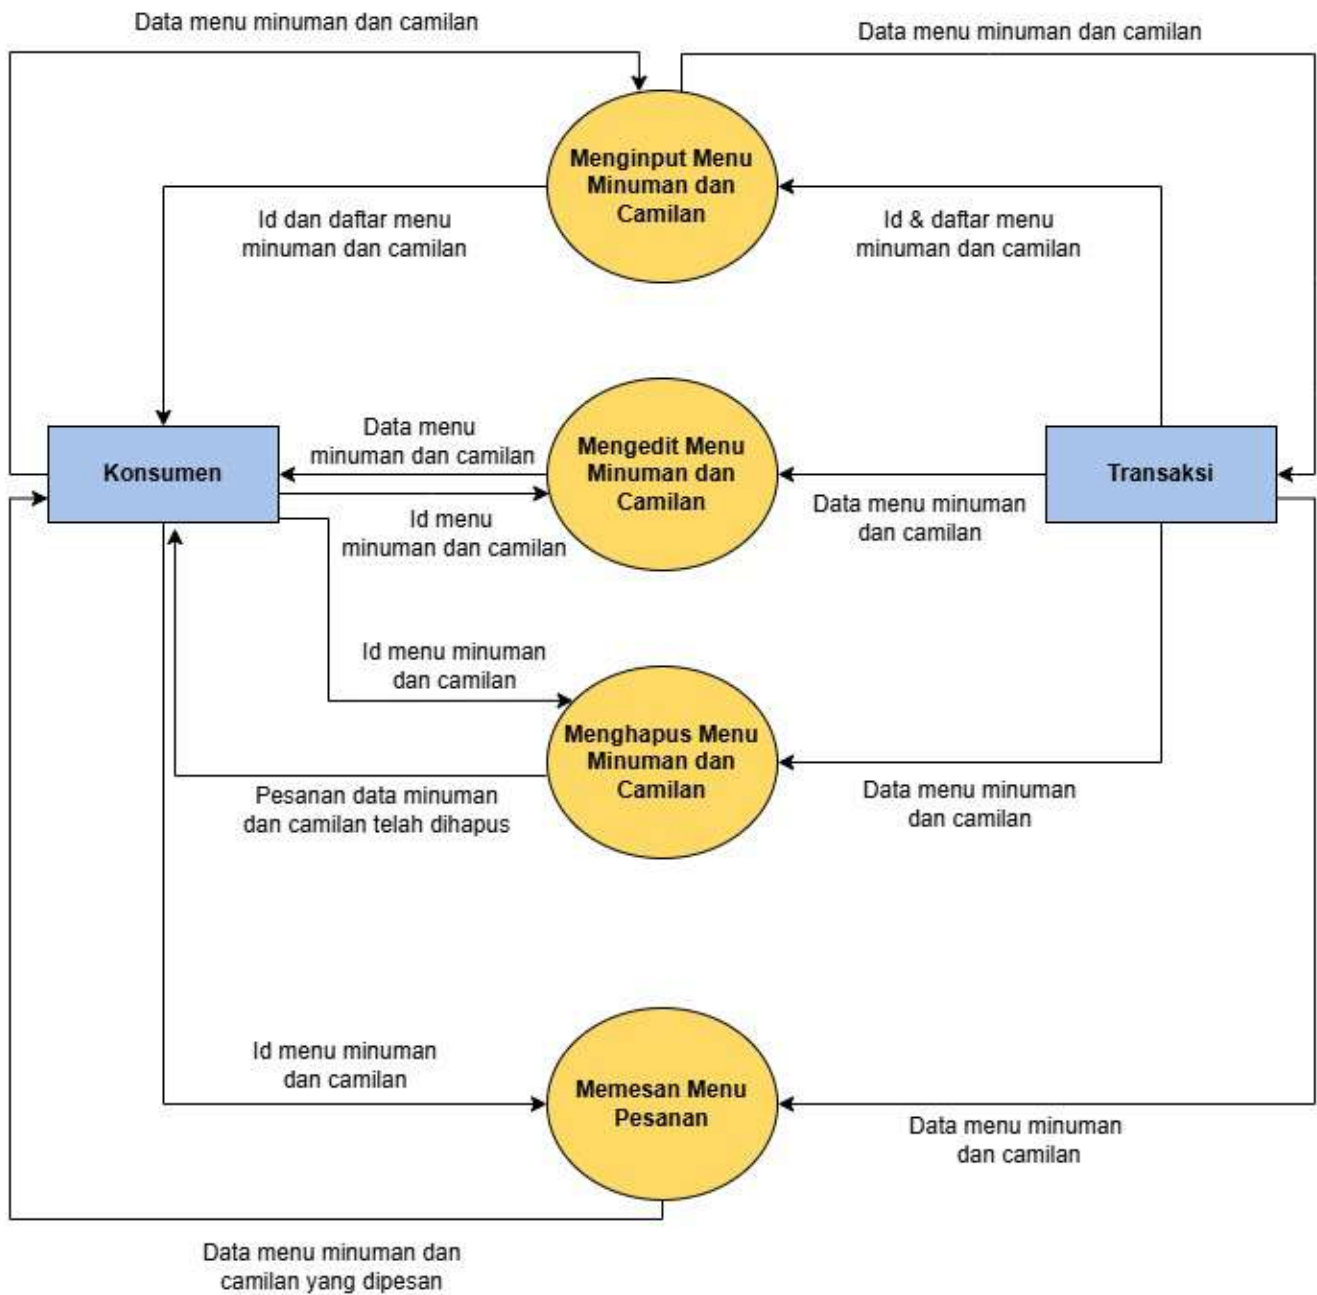 Data menu minuman dan camilan
Data menu minuman dan camilan
Menginput Menu
Minuman dan
Camilan
Id dan daftar menu
minuman dan camilan
Id & daftar menu
minuman dan camilan
Konsumen
Data menu
minuman dan camilan
Mengedit Menu
Minuman dan
Camilan
Transaksi
Id menu
minuman dan camilan
Data menu minuman
dan camilan
Id menu minuman
dan camilan
Menghapus Menu
Minuman dan
Camilan
Pesanan data minuman
dan camilan telah dihapus
Data menu minuman
dan camilan
Id menu minuman
dan camilan
Memesan Menu
Pesanan
Data menu minuman
dan camilan
Data menu minuman dan
camilan yang dipesan